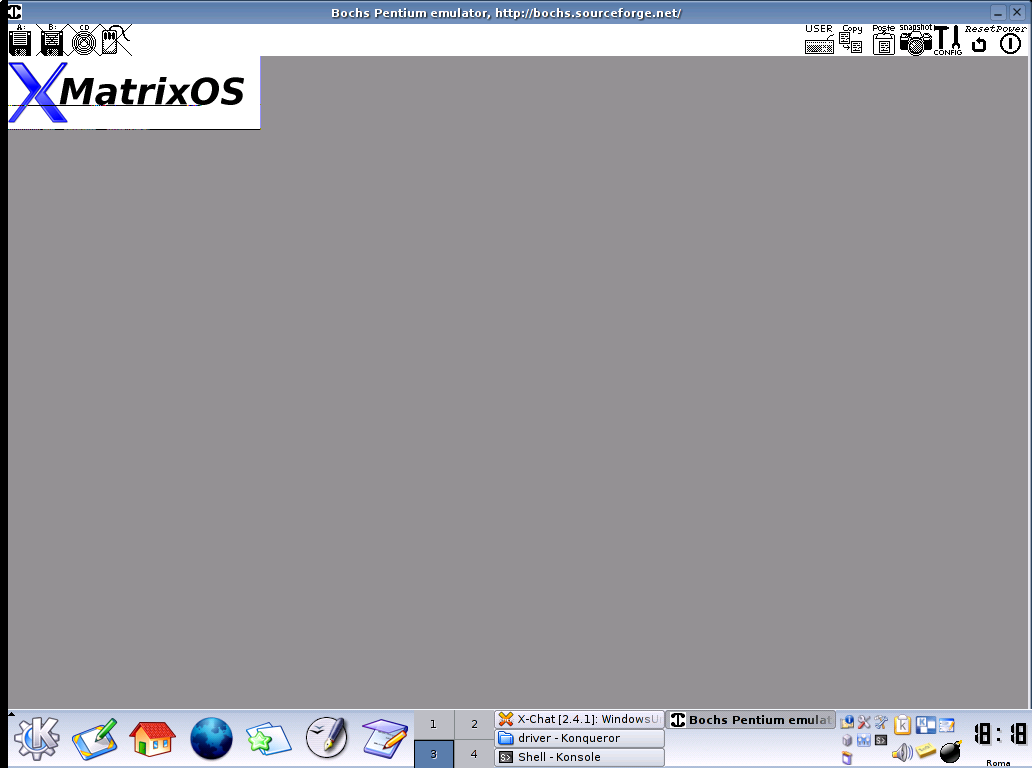 Bochs Pentium emulator, http://bochs.sourceforge.net/
A: B: CD USER Copy Paste snapshot CONFIG Reset Power
XMatrixOS
1 2
3 4
X-Chat [2.4.1]: WindowsU
driver - Konqueror
Shell - Konsole
Bochs Pentium emulat
18:18
Roma